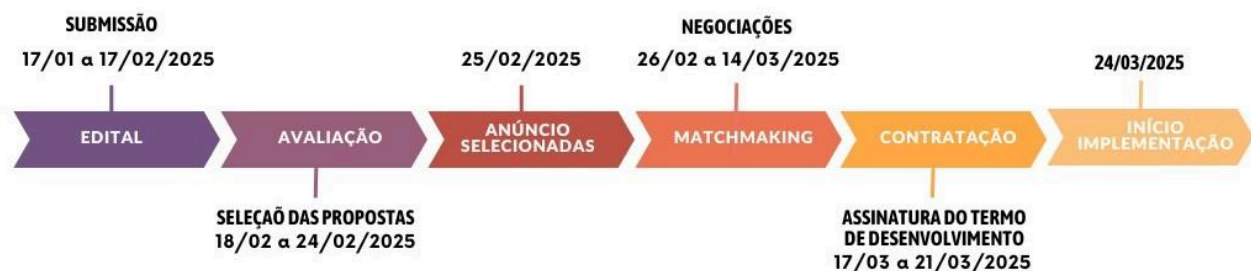 SUBMISSÃO
17/01 a 17/02/2025
25/02/2025
NEGOCIAÇÕES
26/02 a 14/03/2025
24/03/2025
EDITAL
AVALIAÇÃO
ANÚNCIO
SELECIONADAS
MATCHMAKING
CONTRATAÇÃO
INÍCIO
IMPLEMENTAÇÃO
SELEÇAÕ DAS PROPOSTAS
18/02 a 24/02/2025
ASSINATURA DO TERMO
DE DESENVOLVIMENTO
17/03 a 21/03/2025